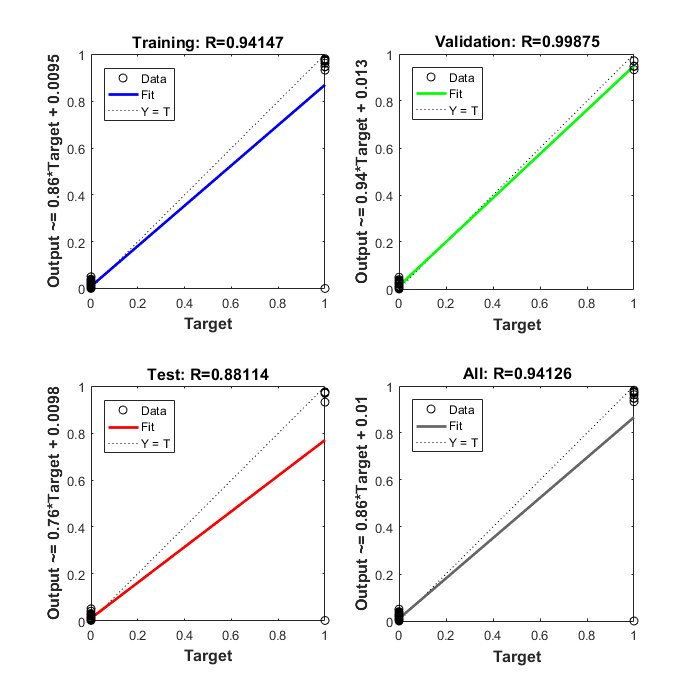 Training: R=0.94147
Output ~= 0.86*Target + 0.0095
1
0.8
0.6
0.4
0.2
0
Data
Fit
Y = T
0 0.2 0.4 0.6 0.8 1
Target
Validation: R=0.99875
Output ~= 0.94*Target + 0.013
1
0.8
0.6
0.4
0.2
0
Data
Fit
Y = T
0 0.2 0.4 0.6 0.8 1
Target
Test: R=0.88114
Output ~= 0.76*Target + 0.0098
1
0.8
0.6
0.4
0.2
0
Data
Fit
Y = T
0 0.2 0.4 0.6 0.8 1
Target
All: R=0.94126
Output ~= 0.86*Target + 0.01
1
0.8
0.6
0.4
0.2
0
Data
Fit
Y = T
0 0.2 0.4 0.6 0.8 1
Target